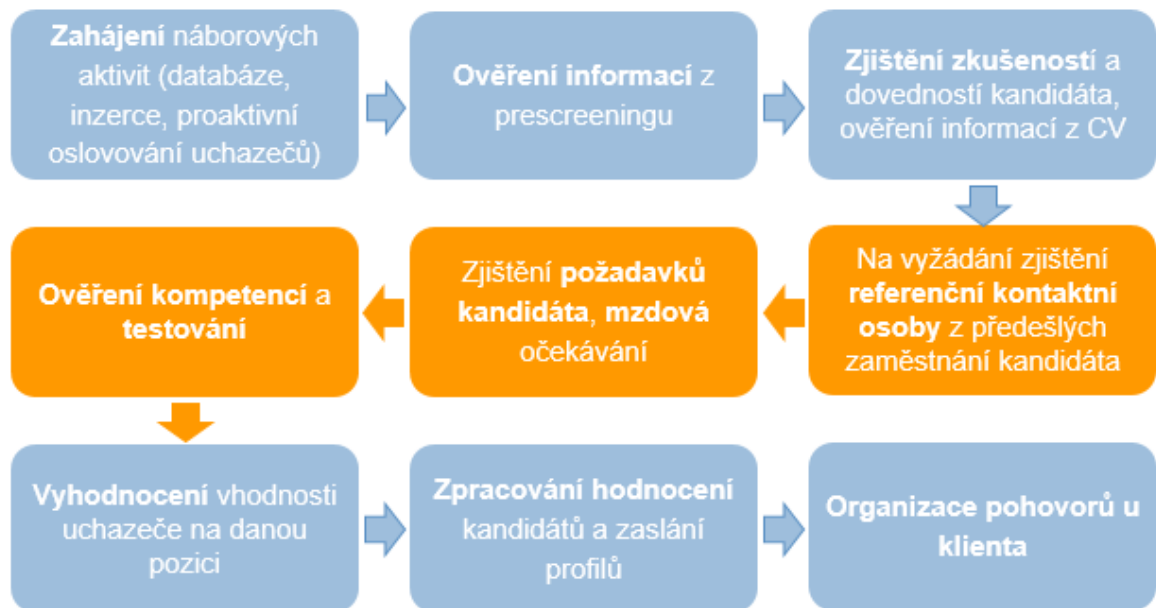 Zahájení náborových
aktivit (databáze,
inzerce, proaktivní
oslovování uchazečů)
Ověření informací z
prescreeningu
Zjištění zkušeností a
dovedností kandidáta,
ověření informací z CV
Na vyžádání zjištění
referenční kontaktní
osoby z předešlých
zaměstnání kandidáta
Zjištění požadavků
kandidáta, mzdová
očekávání
Ověření kompetencí a
testování
Vyhodnocení vhodnosti
uchazeče na danou
pozici
Zpracování hodnocení
kandidátů a zaslání
profilů
Organizace pohovorů u
klienta